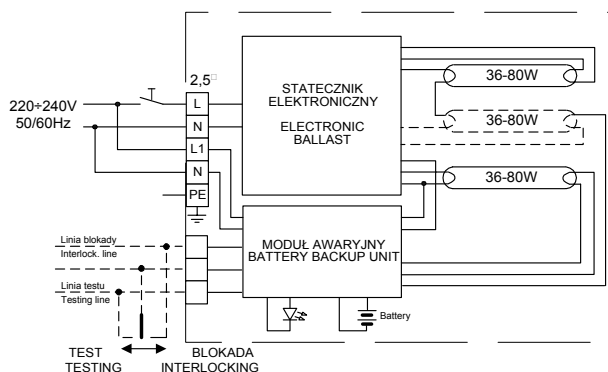 2,5□
220÷240V
50/60Hz
L
N
L1
N
PE
STATECZNIK
ELEKTRONICZNY
ELECTRONIC
BALLAST
36-80W
36-80W
36-80W
MODUŁ AWARYJNY
BATTERY BACKUP UNIT
Battery
Linia blokady
Interlock. line
Linia testu
Testing line
TEST
TESTING
BLOKADA
INTERLOCKING